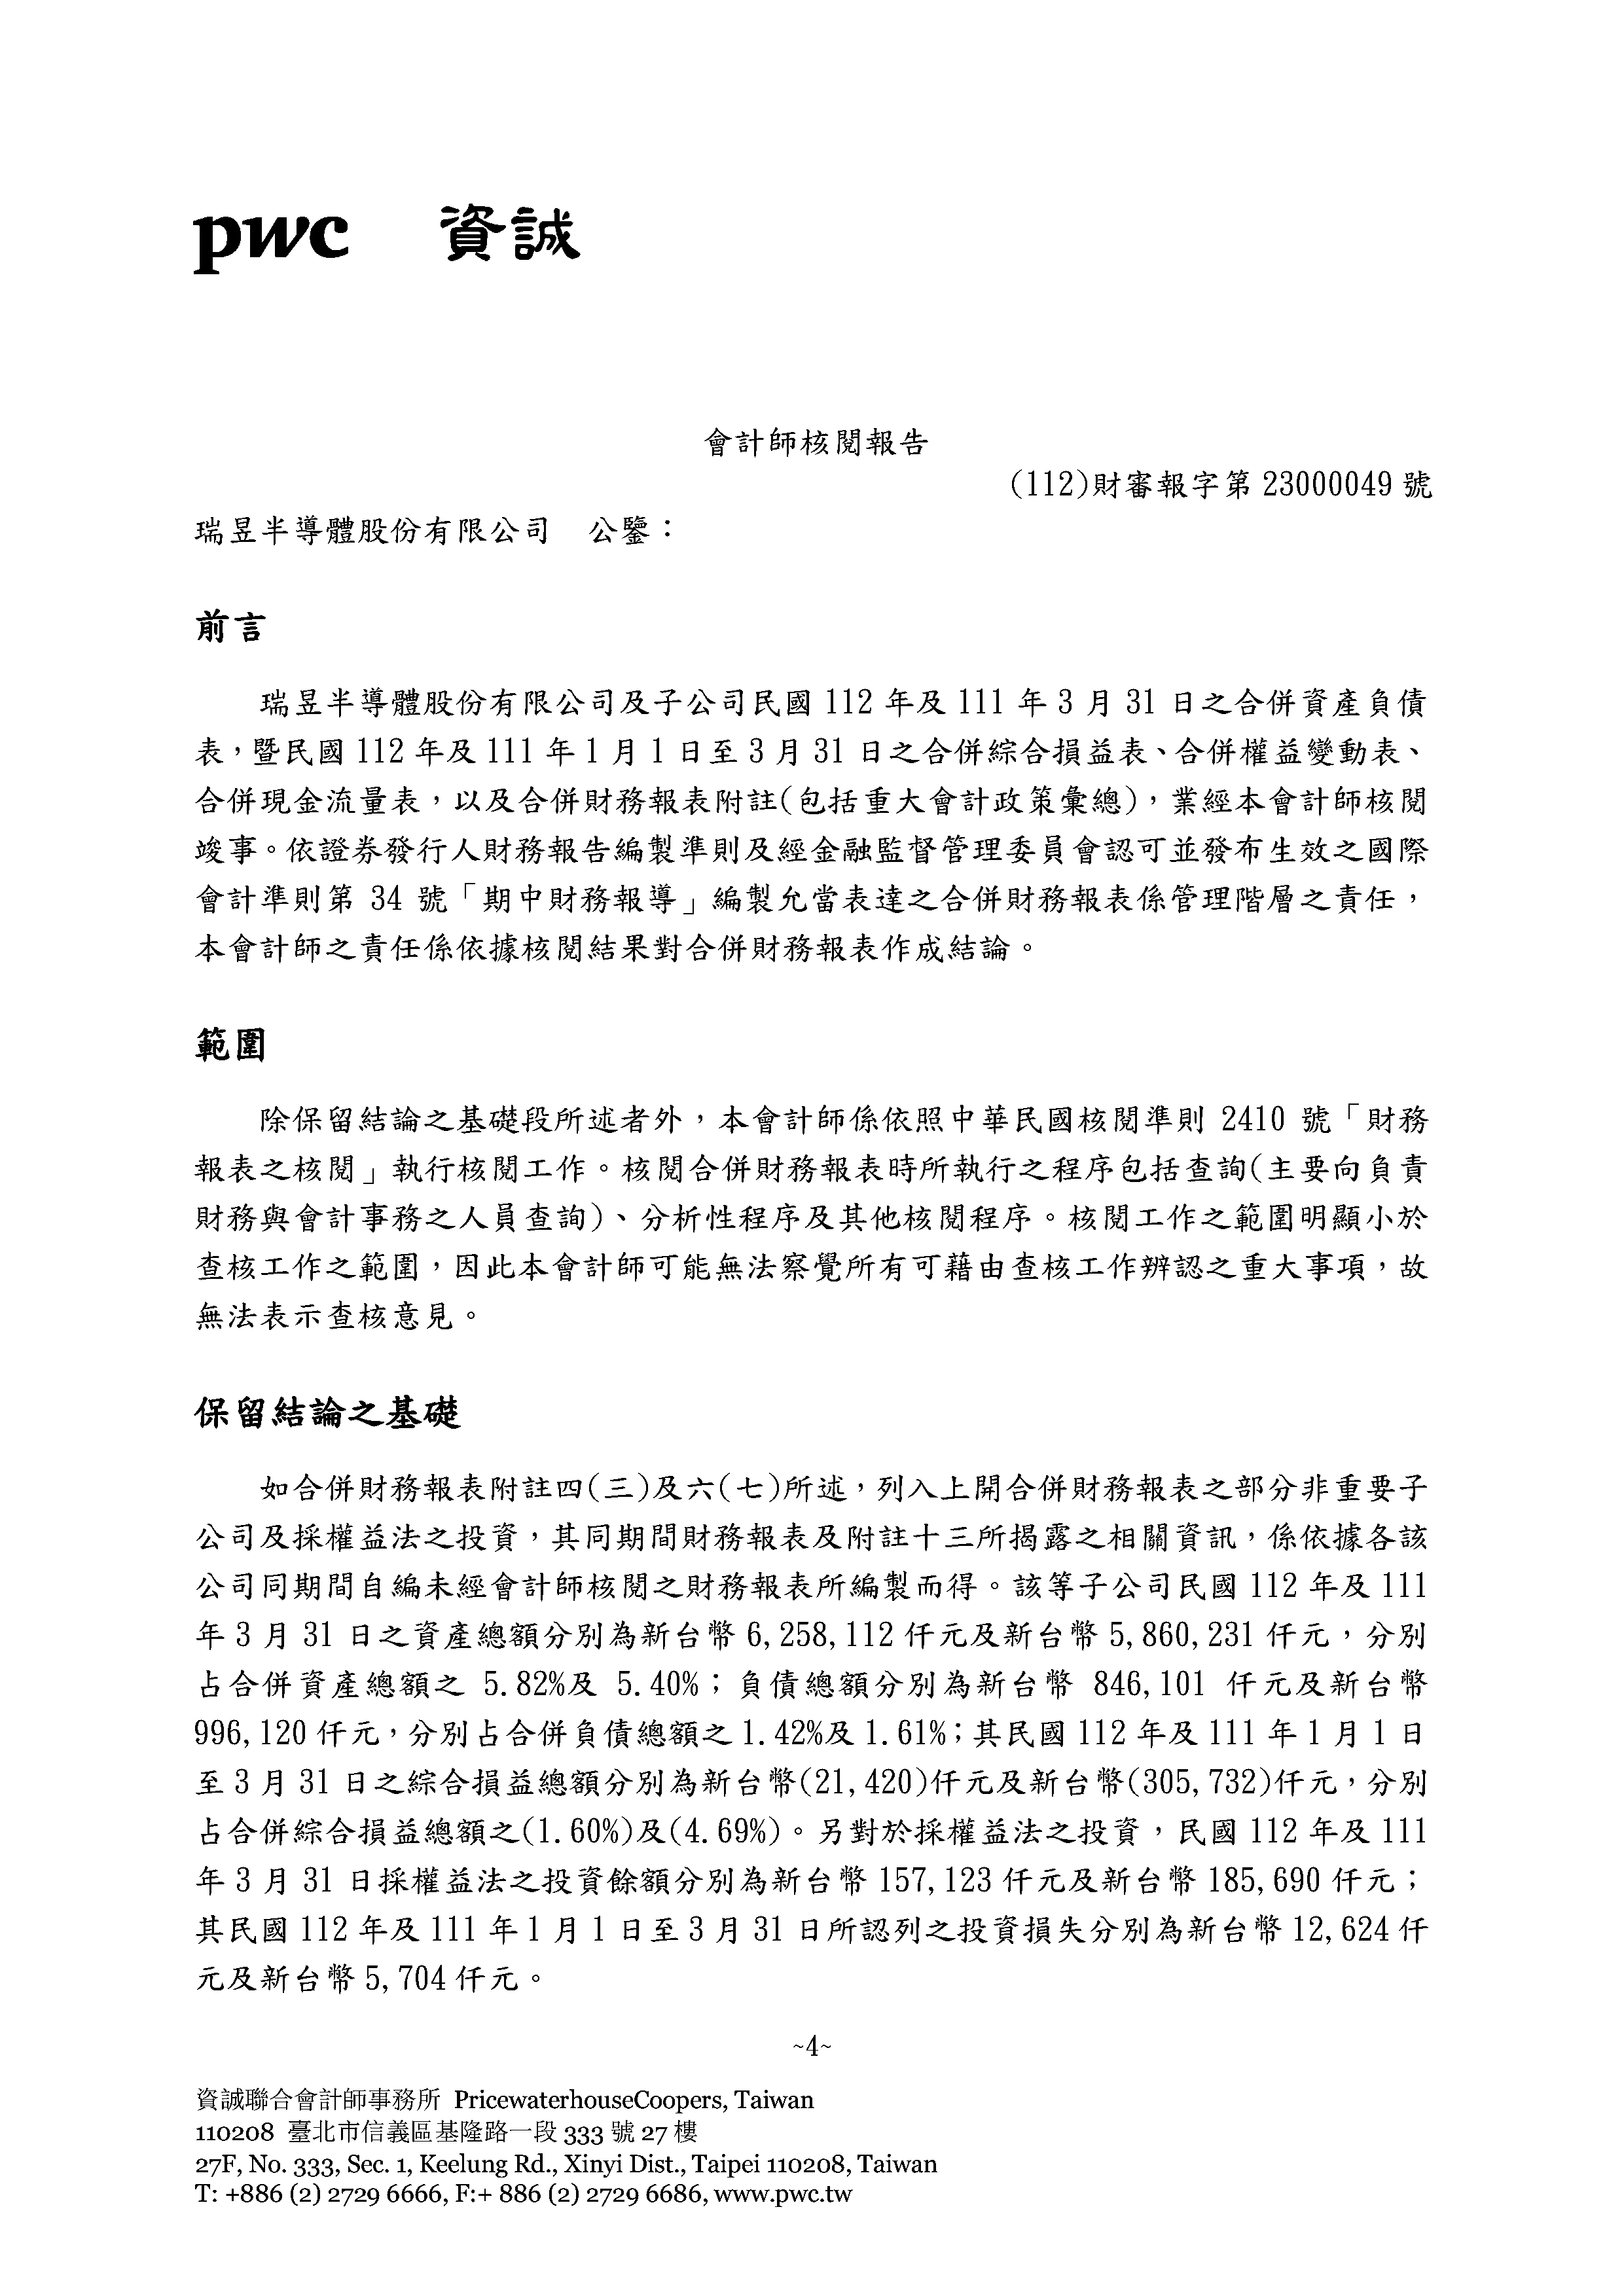 pwc 資誠
會計師核閱報告
(112)財審報字第 23000049 號
瑞昱半導體股份有限公司 公鑒：
前言
瑞昱半導體股份有限公司及子公司民國 112 年及 111 年 3 月 31 日之合併資產負債
表，暨民國 112 年及 111 年 1 月 1 日至 3 月 31 日之合併綜合損益表、合併權益變動表、
合併現金流量表，以及合併財務報表附註(包括重大會計政策彙總)，業經本會計師核閱
竣事。依證券發行人財務報告編製準則及經金融監督管理委員會認可並發布生效之國際
會計準則第 34 號「期中財務報導」編製允當表達之合併財務報表係管理階層之責任，
本會計師之責任係依據核閱結果對合併財務報表作成結論。
範圍
除保留結論之基礎段所述者外，本會計師係依照中華民國核閱準則 2410 號「財務
報表之核閱」執行核閱工作。核閱合併財務報表時所執行之程序包括查詢(主要向負責
財務與會計事務之人員查詢)、分析性程序及其他核閱程序。核閱工作之範圍明顯小於
查核工作之範圍，因此本會計師可能無法察覺所有可藉由查核工作辨認之重大事項，故
無法表示查核意見。
保留結論之基礎
如合併財務報表附註四(三)及六(七)所述，列入上開合併財務報表之部分非重要子
公司及採權益法之投資，其同期間財務報表及附註十三所揭露之相關資訊，係依據各該
公司同期間自編未經會計師核閱之財務報表所編製而得。該等子公司民國 112 年及 111
年 3 月 31 日之資產總額分別為新台幣 6,258,112 仟元及新台幣 5,860,231 仟元，分別
占合併資產總額之 5.82%及 5.40%；負債總額分別為新台幣 846,101 仟元及新台幣
996,120 仟元，分別占合併負債總額之 1.42%及 1.61%；其民國 112 年及 111 年 1 月 1 日
至 3 月 31 日之綜合損益總額分別為新台幣(21,420)仟元及新台幣(305,732)仟元，分別
占合併綜合損益總額之(1.60%)及(4.69%)。另對於採權益法之投資，民國 112 年及 111
年 3 月 31 日採權益法之投資餘額分別為新台幣 157,123 仟元及新台幣 185,690 仟元；
其民國 112 年及 111 年 1 月 1 日至 3 月 31 日所認列之投資損失分別為新台幣 12,624 仟
元及新台幣 5,704 仟元。
~4~
資誠聯合會計師事務所 PricewaterhouseCoopers, Taiwan
110208 臺北市信義區基隆路一段 333 號 27 樓
27F, No. 333, Sec. 1, Keelung Rd., Xinyi Dist., Taipei 110208, Taiwan
T: +886 (2) 2729 6666, F:+ 886 (2) 2729 6686, www.pwc.tw